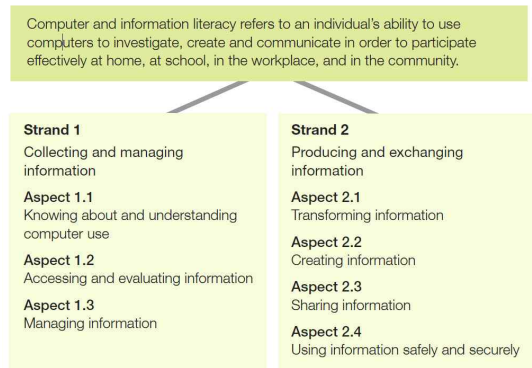 Computer and information literacy refers to an individual's ability to use
computers to investigate, create and communicate in order to participate
effectively at home, at school, in the workplace, and in the community.
Strand 1
Collecting and managing
information
Aspect 1.1
Knowing about and understanding
computer use
Aspect 1.2
Accessing and evaluating information
Aspect 1.3
Managing information
Strand 2
Producing and exchanging
information
Aspect 2.1
Transforming information
Aspect 2.2
Creating information
Aspect 2.3
Sharing information
Aspect 2.4
Using information safely and securely